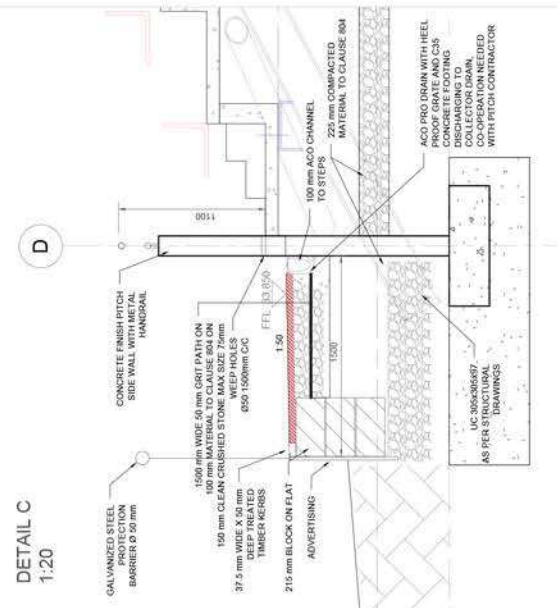 DETAIL C
1:20
D
GALVANIZED STEEL
PROTECTION
BARRIER Ø 50 mm
CONCRETE FINISH PITCH
SIDE WALL WITH METAL
HANDRAIL
1100
1500 mm WIDE 50 mm GRIT PATH ON
100 mm MATERIAL TO CLAUSE 804 ON
150 mm CLEAN CRUSHED STONE MAX SIZE 75mm
WEEP HOLES
Ø50 1500mm C/C
FFL 33.850
1:50
37.5 mm WIDE X 50 mm
DEEP TREATED
TIMBER KERBS
215 mm BLOCK ON FLAT
ADVERTISING
1500
100 mm ACO CHANNEL
TO STEPS
225 mm COMPACTED
MATERIAL TO CLAUSE 804
ACO PRO DRAIN WITH HEEL
PROOF GRATE AND C35
CONCRETE FOOTING
DISCHARGING TO
COLLECTOR DRAIN,
CO-OPERATION NEEDED
WITH PITCH CONTRACTOR
UC 305x305x97
AS PER STRUCTURAL
DRAWINGS